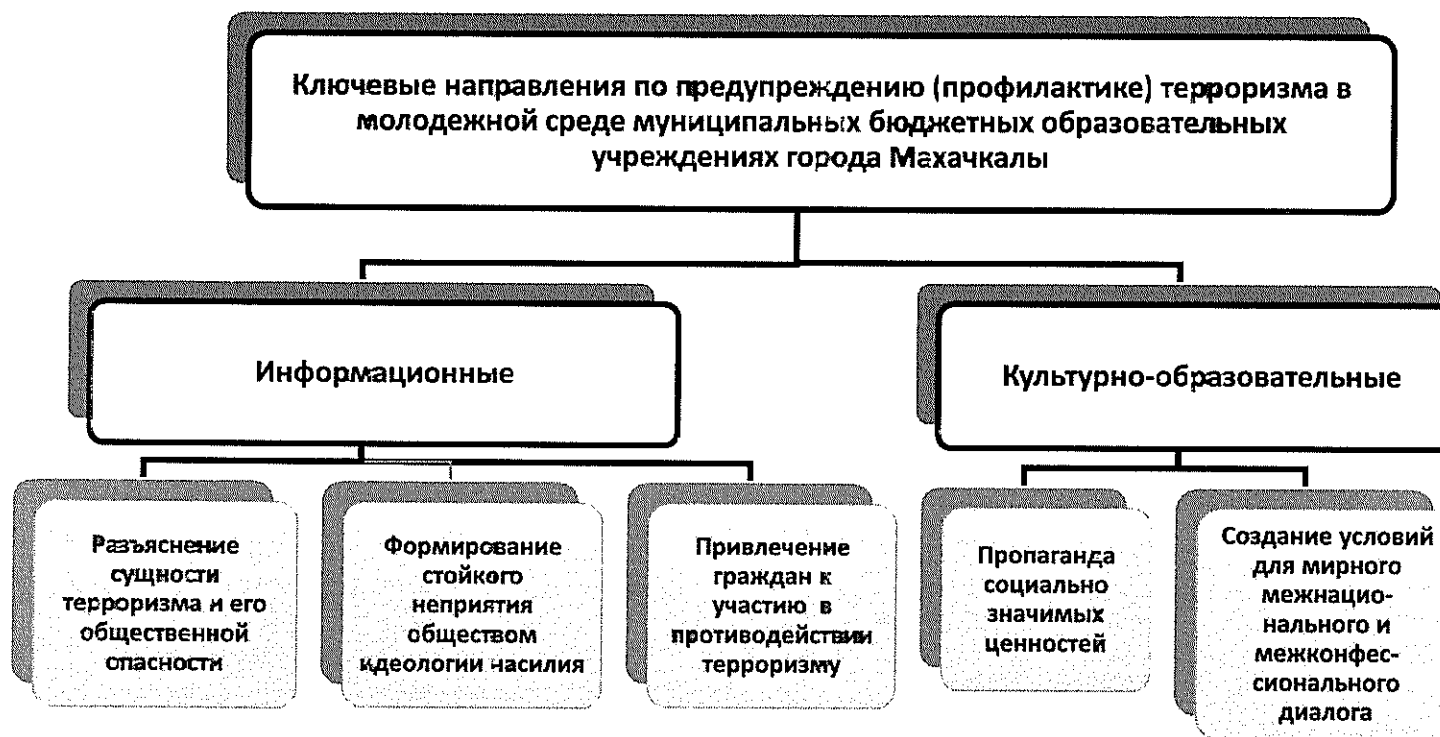 Ключевые направления по предупреждению (профилактике) терроризма в
молодежной среде муниципальных бюджетных образовательных
учреждениях города Махачкалы
Информационные
Культурно-образовательные
Разъяснение
сущности
терроризма и его
общественной
опасности
Формирование
стойкого
неприятия
обществом
идеологии насилия
Привлечение
граждан к
участию в
противодействии
терроризму
Пропаганда
социально
значимых
ценностей
Создание условий
для мирного
межнацио-
нального и
межконфес-
сионального
диалога